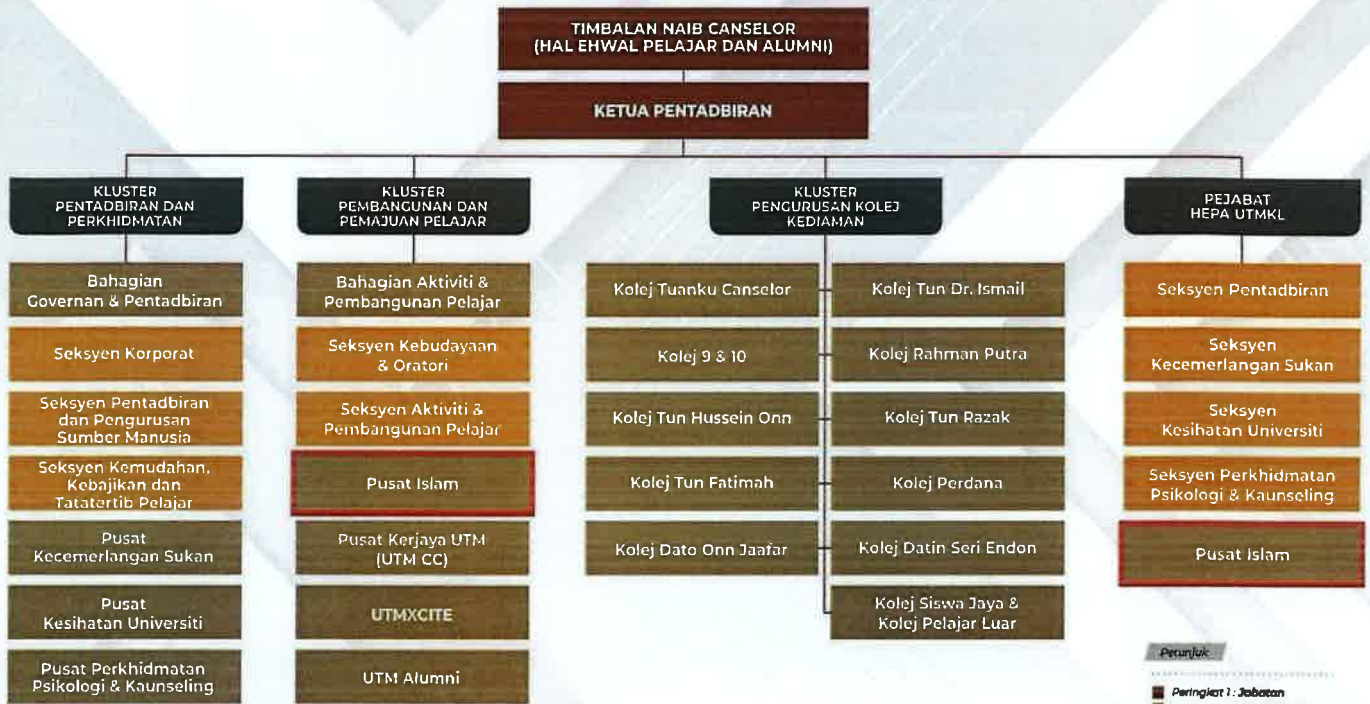 TIMBALAN NAIB CANSELOR
(HAL EHWAL PELAJAR DAN ALUMNI)
KETUA PENTADBIRAN
KLUSTER
PENTADBIRAN DAN
PERKHIDMATAN
Bahagian
Governan & Pentadbiran
Seksyen Korporat
Seksyen Pentadbiran
dan Pengurusan
Sumber Manusia
Seksyen Kemudahan,
Kebajikan dan
Tatatertib Pelajar
Pusat
Kecemerlangan Sukan
Pusat
Kesihatan Universiti
Pusat Perkhidmatan
Psikologi & Kaunseling
KLUSTER
PEMBANGUNAN DAN
PEMAJUAN PELAJAR
Bahagian Aktiviti &
Pembangunan Pelajar
Seksyen Kebudayaan
& Oratori
Seksyen Aktiviti &
Pembangunan Pelajar
Pusat Islam
Pusat Kerjaya UTM
(UTM CC)
UTMXCITE
UTM Alumni
KLUSTER
PENGURUSAN KOLEJ
KEDIAMAN
Kolej Tuanku Canselor
Kolej 9 & 10
Kolej Tun Hussein Onn
Kolej Tun Fatimah
Kolej Dato Onn Jaafar
Kolej Tun Dr. Ismail
Kolej Rahman Putra
Kolej Tun Razak
Kolej Perdana
Kolej Datin Seri Endon
Kolej Siswa Jaya &
Kolej Pelajar Luar
PEJABAT
HEPA UTMKL
Seksyen Pentadbiran
Seksyen
Kecemerlangan Sukan
Seksyen
Kesihatan Universiti
Seksyen Perkhidmatan
Psikologi & Kaunseling
Pusat Islam
Petunjuk
Peringkat 1 : Jabatan